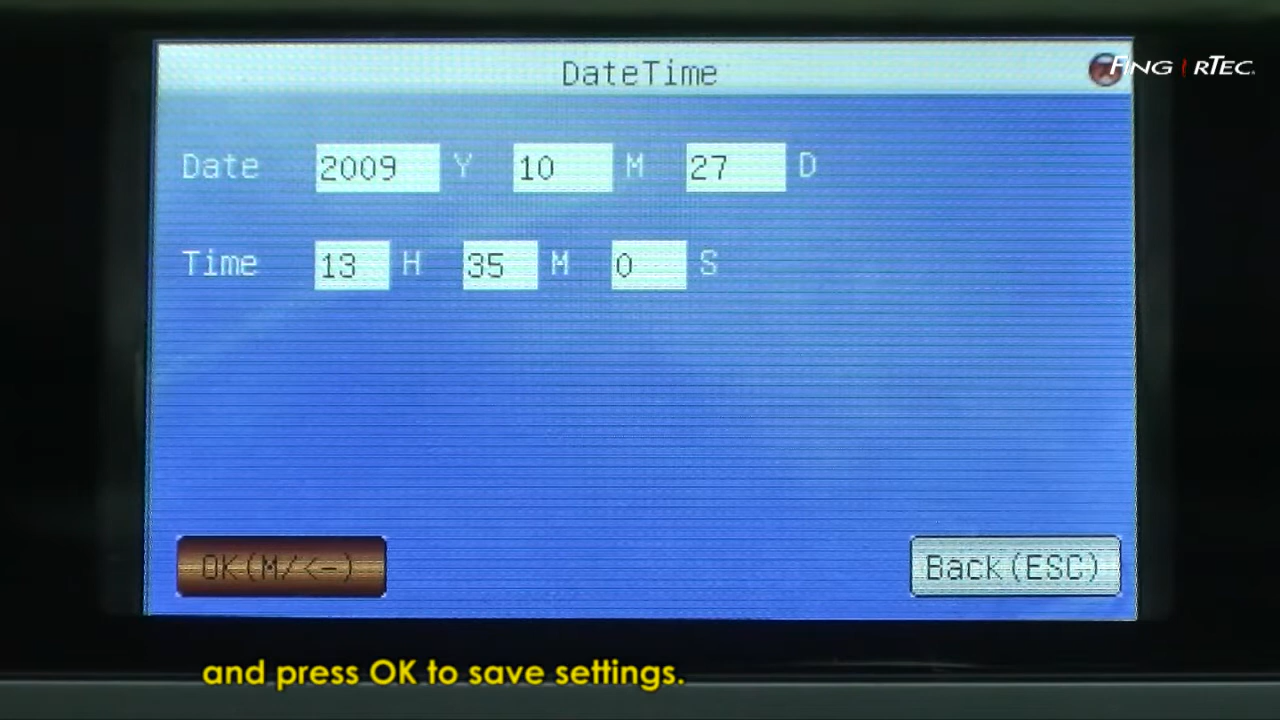 DateTime
FINGERTEC
Date 2009 Y 10 M 27 D
Time 13 H 35 M 0 S
OK(M/<-) Back(ESC)
and press OK to save settings.